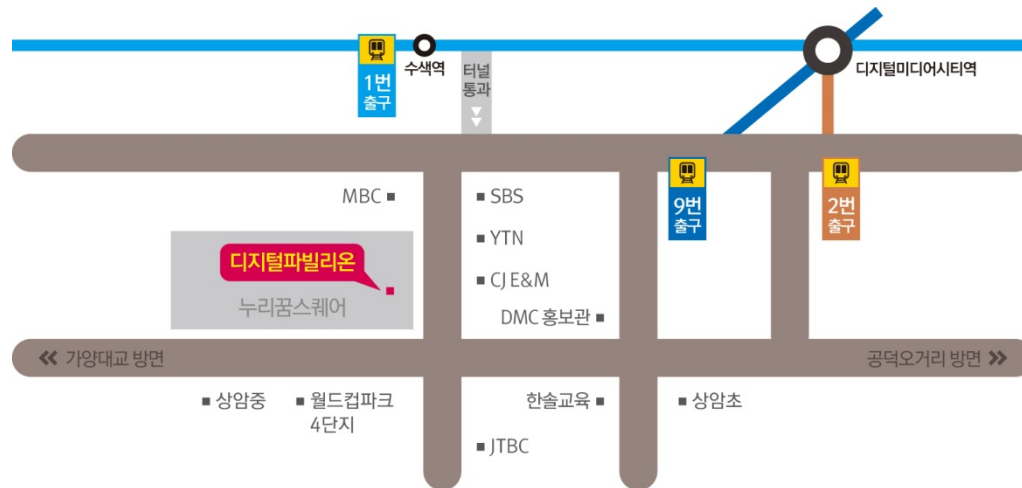 1번
출구
수색역
터널
통과
디지털미디어시티역
MBC
SBS
9번
출구
2번
출구
YTN
디지털파빌리온
CJ E&M
누리꿈스퀘어
DMC 홍보관
가양대교 방면
공덕오거리 방면
상암중
월드컵파크
4단지
한솔교육
상암초
JTBC